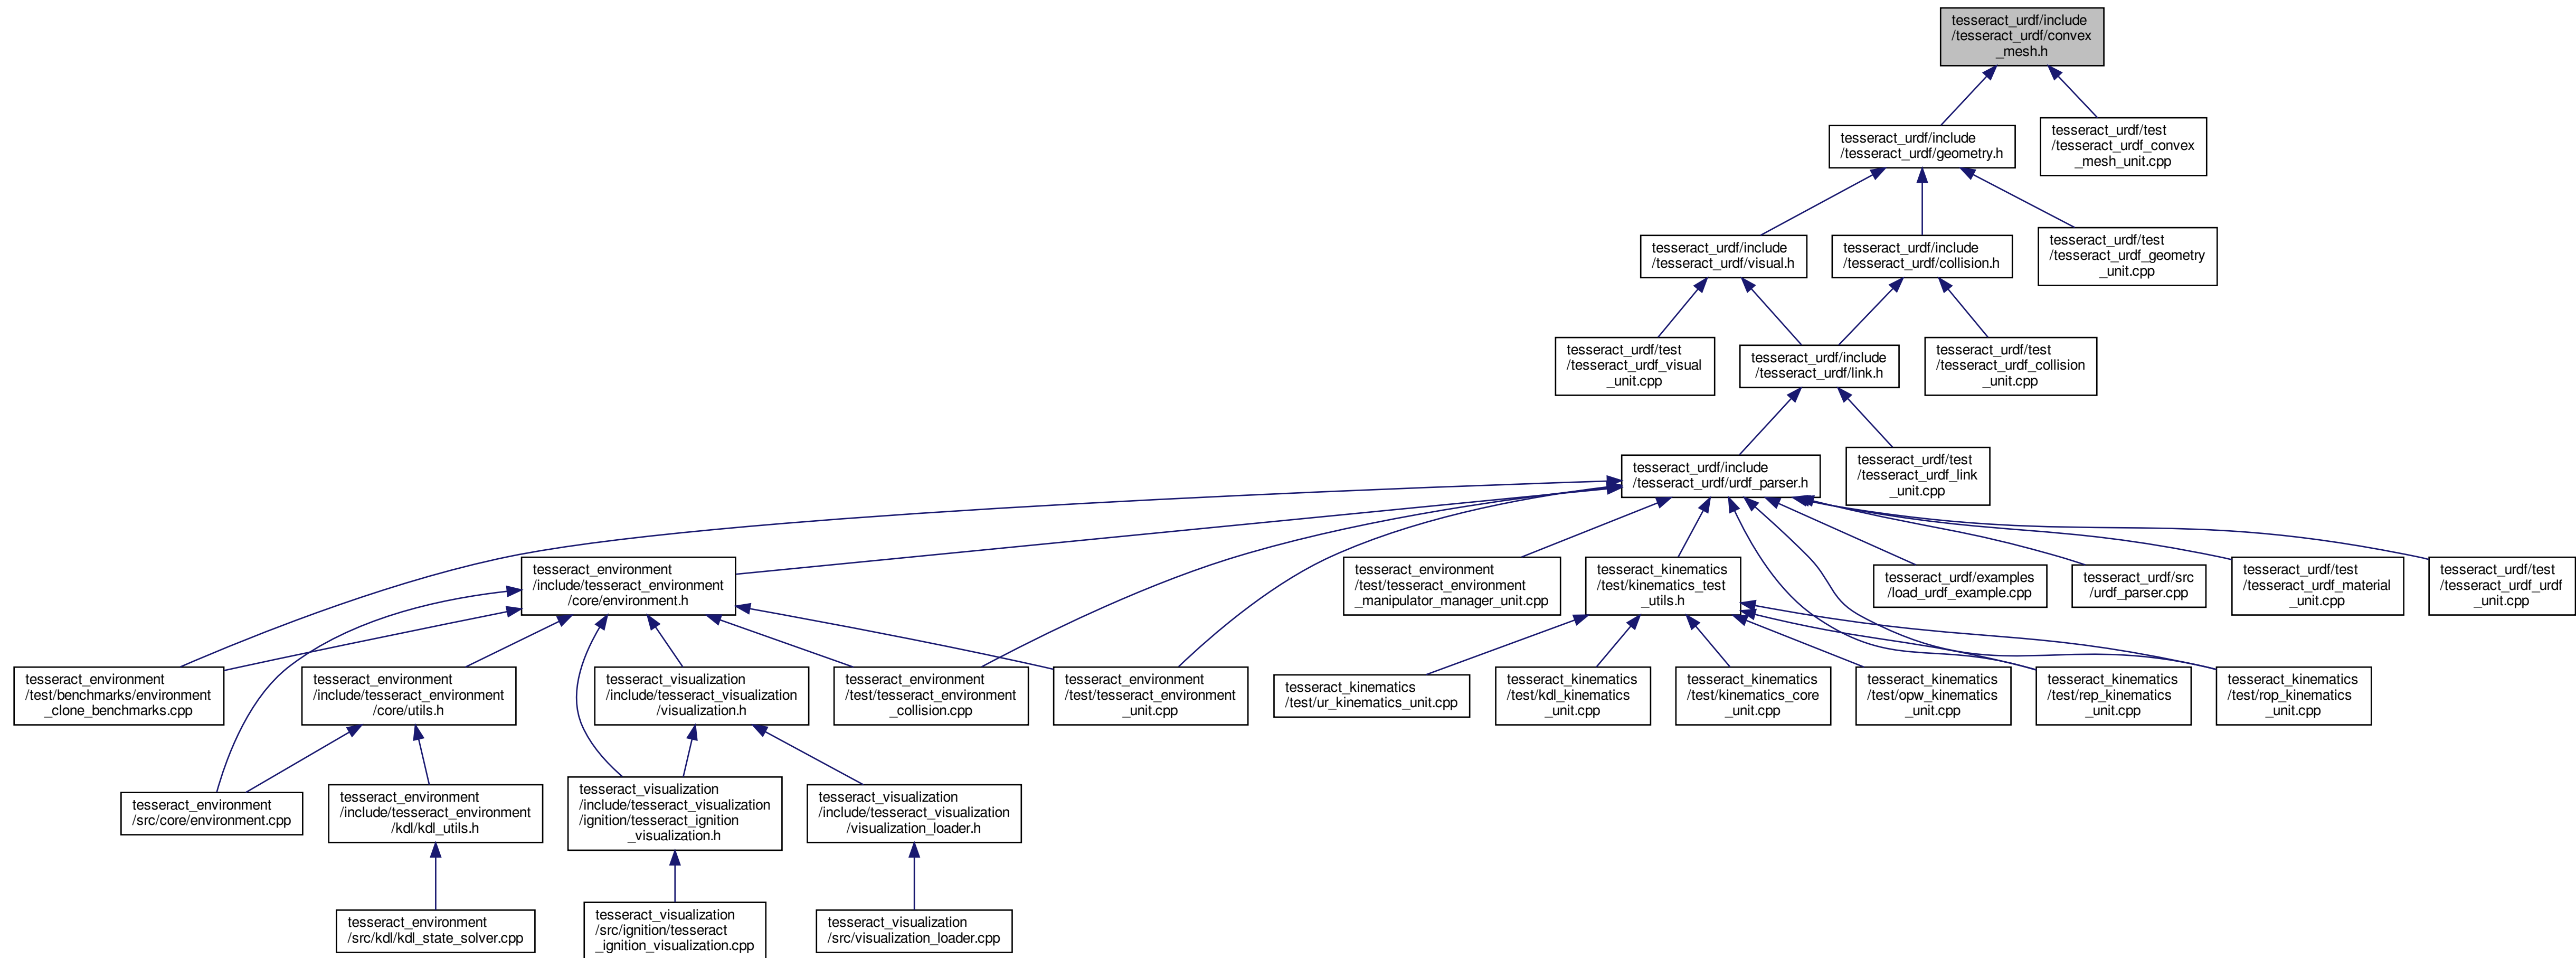 tesseract_urdf/include
/tesseract_urdf/convex
_mesh.h
tesseract_urdf/include
/tesseract_urdf/geometry.h
tesseract_urdf/test
/tesseract_urdf_convex
_mesh_unit.cpp
tesseract_urdf/include
/tesseract_urdf/visual.h
tesseract_urdf/include
/tesseract_urdf/collision.h
tesseract_urdf/test
/tesseract_urdf_geometry
_unit.cpp
tesseract_urdf/test
/tesseract_urdf_visual
_unit.cpp
tesseract_urdf/include
/tesseract_urdf/link.h
tesseract_urdf/test
/tesseract_urdf_collision
_unit.cpp
tesseract_urdf/include
/tesseract_urdf/urdf_parser.h
tesseract_urdf/test
/tesseract_urdf_link
_unit.cpp
tesseract_environment
/include/tesseract_environment
/core/environment.h
tesseract_environment
/test/tesseract_environment
_manipulator_manager_unit.cpp
tesseract_kinematics
/test/kinematics_test
_utils.h
tesseract_urdf/examples
/load_urdf_example.cpp
tesseract_urdf/src
/urdf_parser.cpp
tesseract_urdf/test
/tesseract_urdf_material
_unit.cpp
tesseract_urdf/test
/tesseract_urdf_urdf
_unit.cpp
tesseract_environment
/test/benchmarks/environment
_clone_benchmarks.cpp
tesseract_environment
/include/tesseract_environment
/core/utils.h
tesseract_visualization
/include/tesseract_visualization
/visualization.h
tesseract_environment
/test/tesseract_environment
_collision.cpp
tesseract_environment
/test/tesseract_environment
_unit.cpp
tesseract_kinematics
/test/ur_kinematics_unit.cpp
tesseract_kinematics
/test/kdl_kinematics
_unit.cpp
tesseract_kinematics
/test/kinematics_core
_unit.cpp
tesseract_kinematics
/test/opw_kinematics
_unit.cpp
tesseract_kinematics
/test/rep_kinematics
_unit.cpp
tesseract_kinematics
/test/rop_kinematics
_unit.cpp
tesseract_environment
/src/core/environment.cpp
tesseract_environment
/include/tesseract_environment
/kdl/kdl_utils.h
tesseract_visualization
/include/tesseract_visualization
/ignition/tesseract_ignition
_visualization.h
tesseract_visualization
/include/tesseract_visualization
/visualization_loader.h
tesseract_environment
/src/kdl/kdl_state_solver.cpp
tesseract_visualization
/src/ignition/tesseract
_ignition_visualization.cpp
tesseract_visualization
/src/visualization_loader.cpp